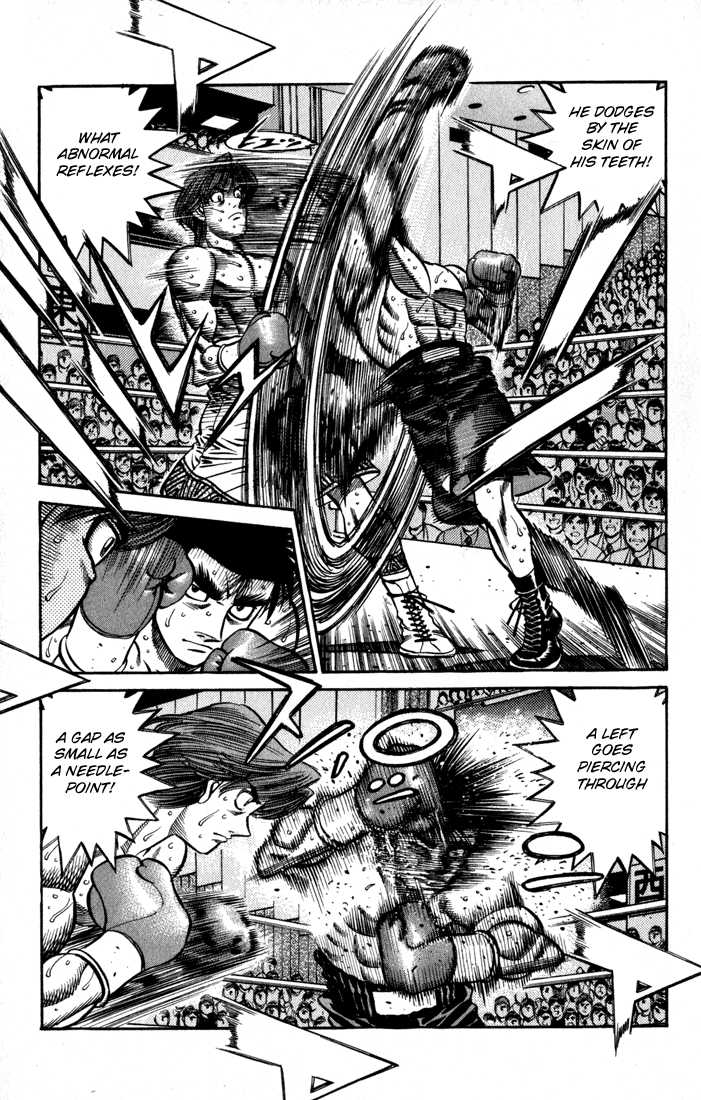 HE DODGES
BY THE
SKIN OF
HIS TEETH!
WHAT
ABNORMAL
REFLEXES!
A LEFT
GOES
PIERCING
THROUGH
A GAP AS
SMALL AS
A NEEDLE-
POINT!